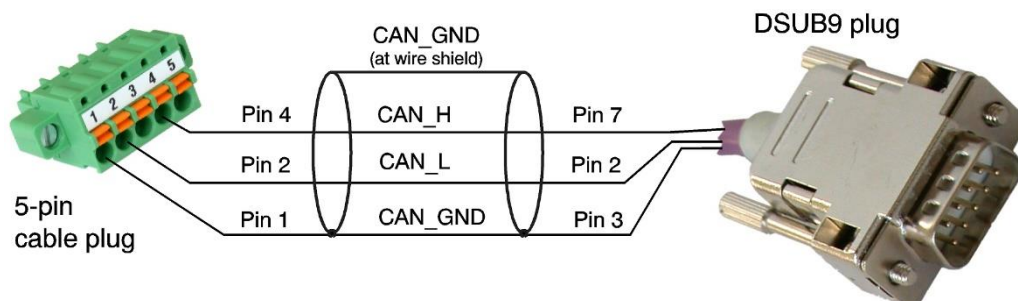 CAN_GND
(at wire shield)
DSUB9 plug
1 2 3 4 5
Pin 4 CAN_H Pin 7
Pin 2 CAN_L Pin 2
Pin 1 CAN_GND Pin 3
5-pin
cable plug